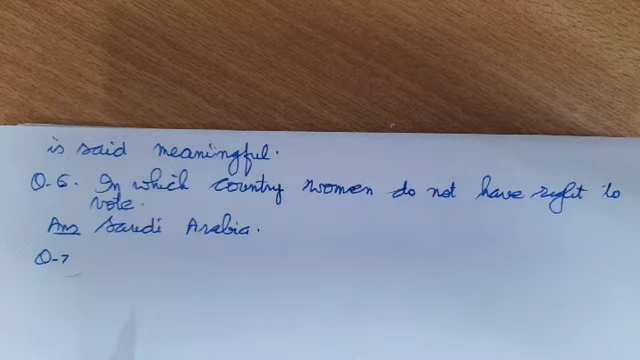 is said meaningful.
Q-6. In which country women do not have right to
vote.
Ans Saudi Arabia.
Q-7